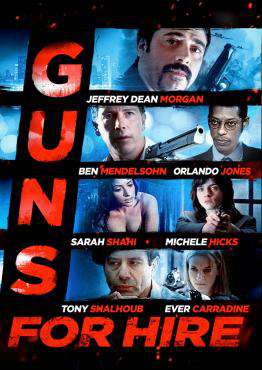 GUNS
JEFFREY DEAN MORGAN
BEN MENDELSOHN ORLANDO JONES
SARAH SHAHI MICHELE HICKS
TONY SHALHOUB EVER CARRADINE
FOR HIRE